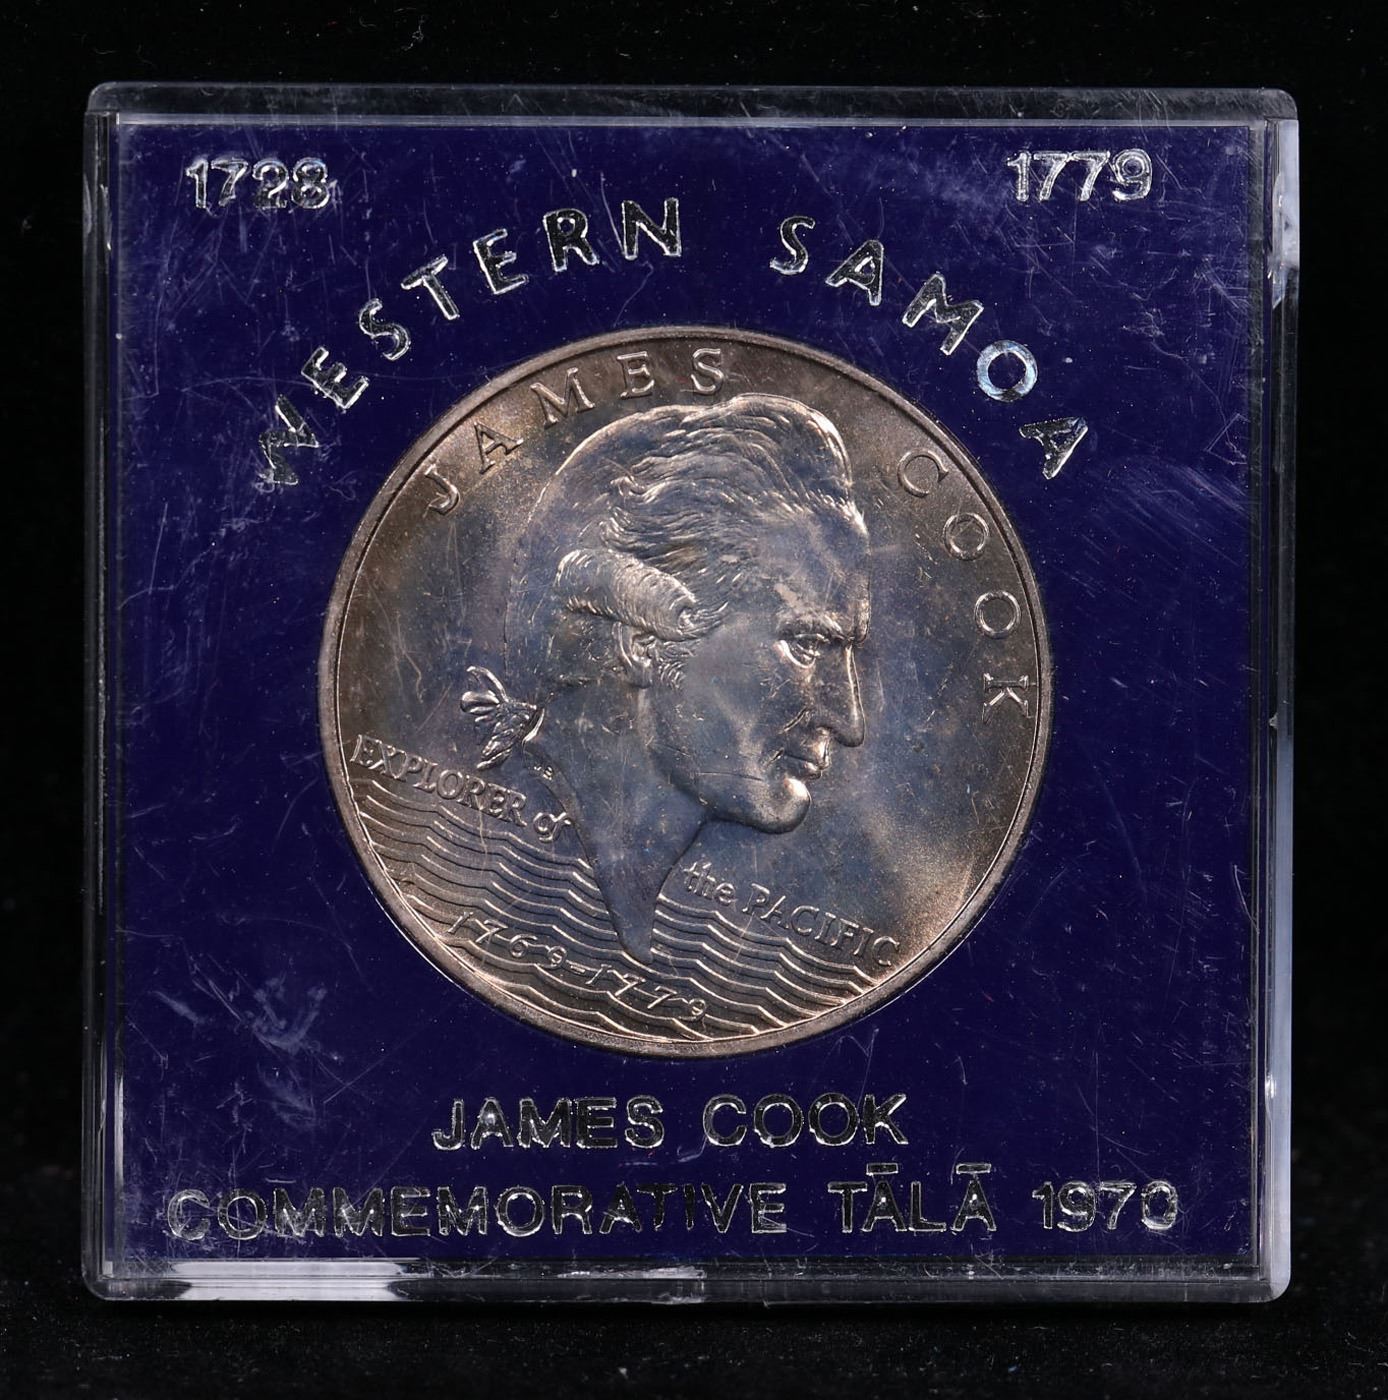 1728 1779
WESTERN SAMOA
JAMES COOK
EXPLORER of the PACIFIC
1769-1779
JAMES COOK
COMMEMORATIVE TĀLĀ 1970